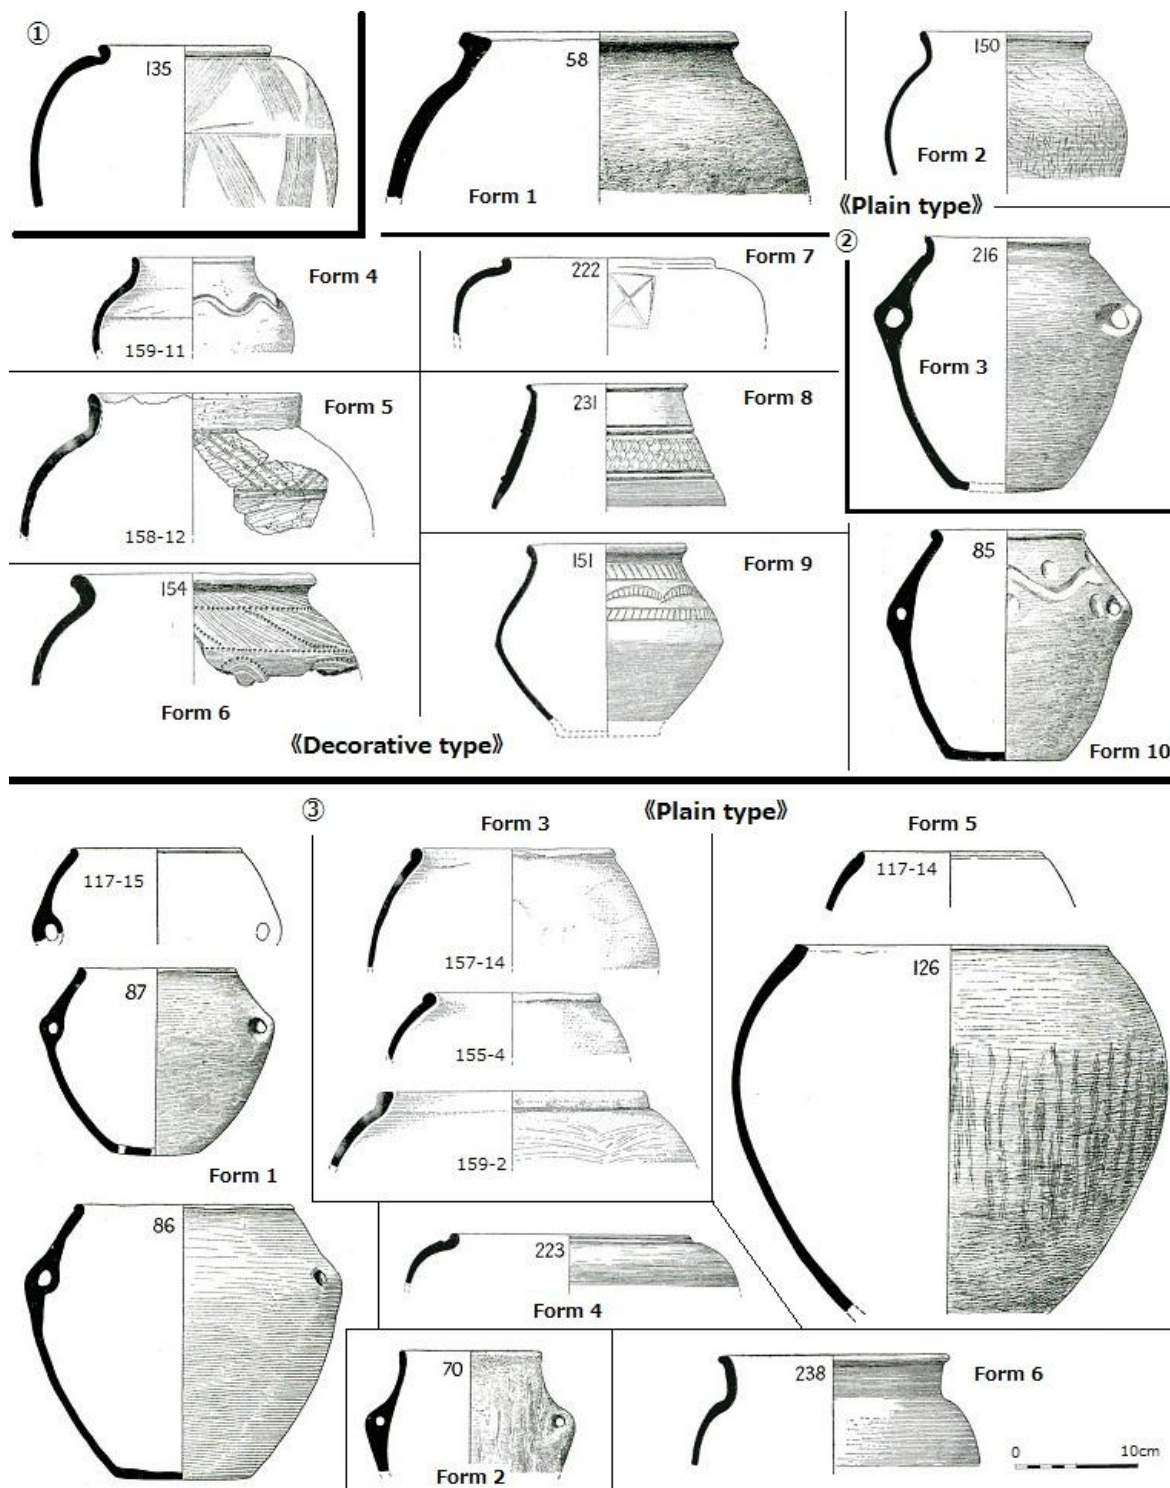 ①
135
58
Form 1
150
Form 2
《Plain type》
②
216
Form 3
Form 4
159-11
Form 7
222
Form 5
158-12
231
Form 8
154
Form 6
151
Form 9
《Decorative type》
85
Form 10
③
《Plain type》
117-15
87
Form 1
86
Form 3
157-14
155-4
159-2
Form 5
117-14
126
223
Form 4
70
Form 2
238
Form 6
0 10cm